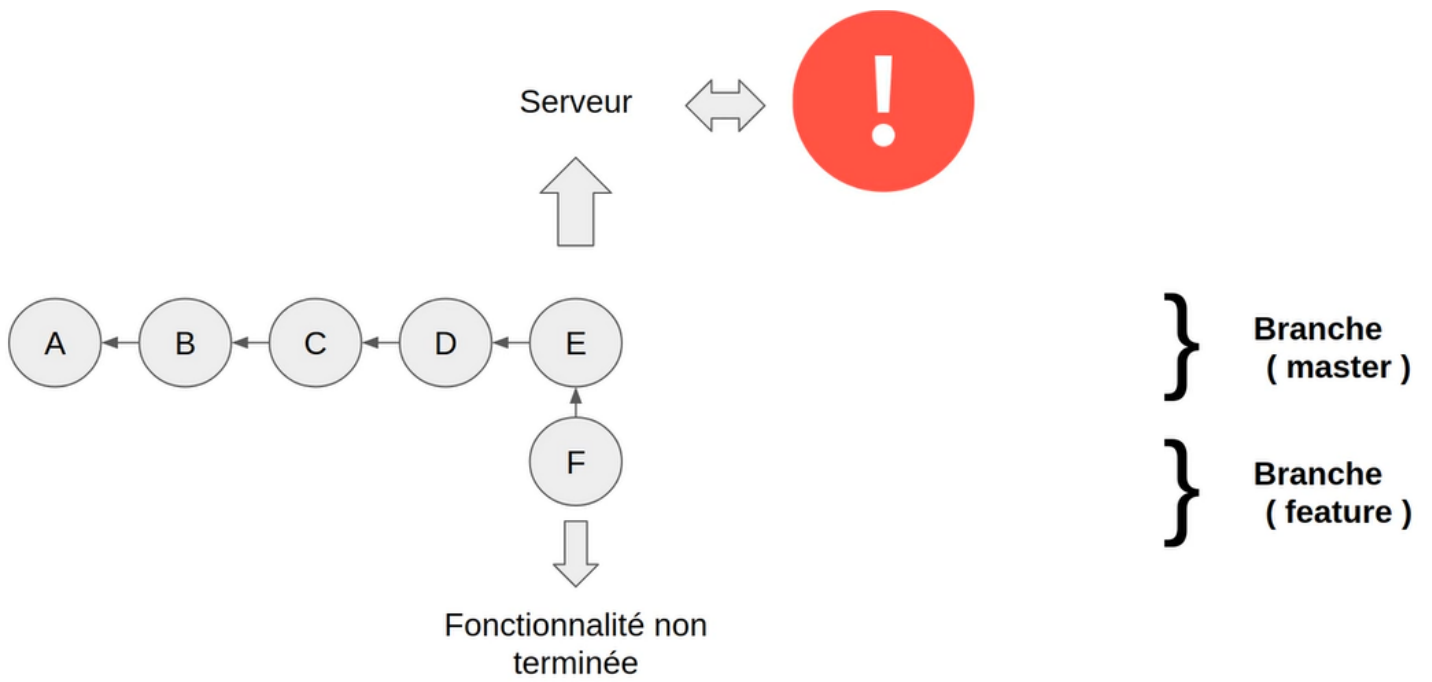 Serveur
!
A
B
C
D
E
Branche
( master )
F
Branche
( feature )
Fonctionnalité non
terminée